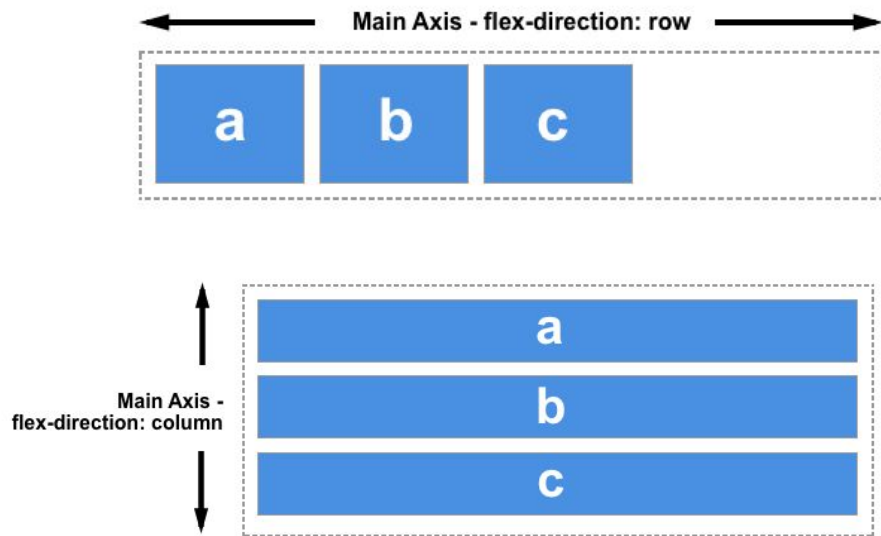 Main Axis - flex-direction: row
a b c
a
Main Axis -
flex-direction: column
b
c